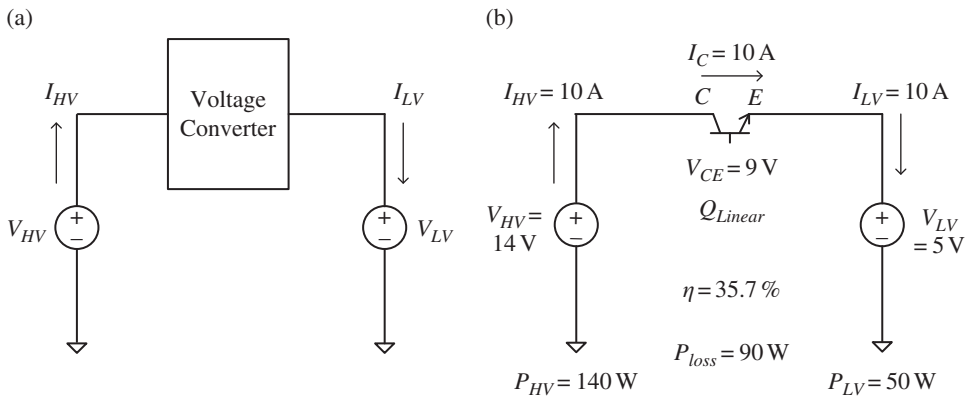 (a)
I_HV
Voltage
Converter
I_LV
V_HV
+
−
+
−
V_LV
(b)
I_C = 10 A
I_HV = 10 A
C E
I_LV = 10 A
V_CE = 9 V
Q_Linear
V_HV =
14 V
+
−
+
−
V_LV
= 5 V
η = 35.7 %
P_loss = 90 W
P_HV = 140 W
P_LV = 50 W